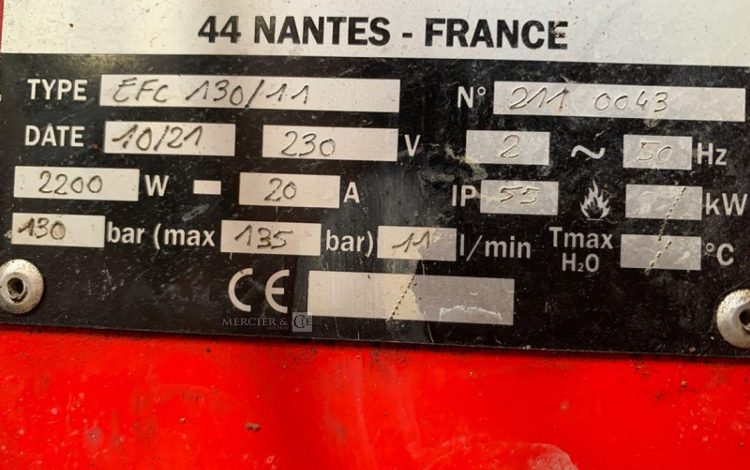 44 NANTES - FRANCE
TYPE EFC 130/11 N° 211 0043
DATE 10/21 230 V 2 ~ 50 Hz
2200 W - 20 A IP 55 / kW
130 bar (max 135 bar) 11 l/min Tmax H₂O / °C
CE /
MERCIER & CIE